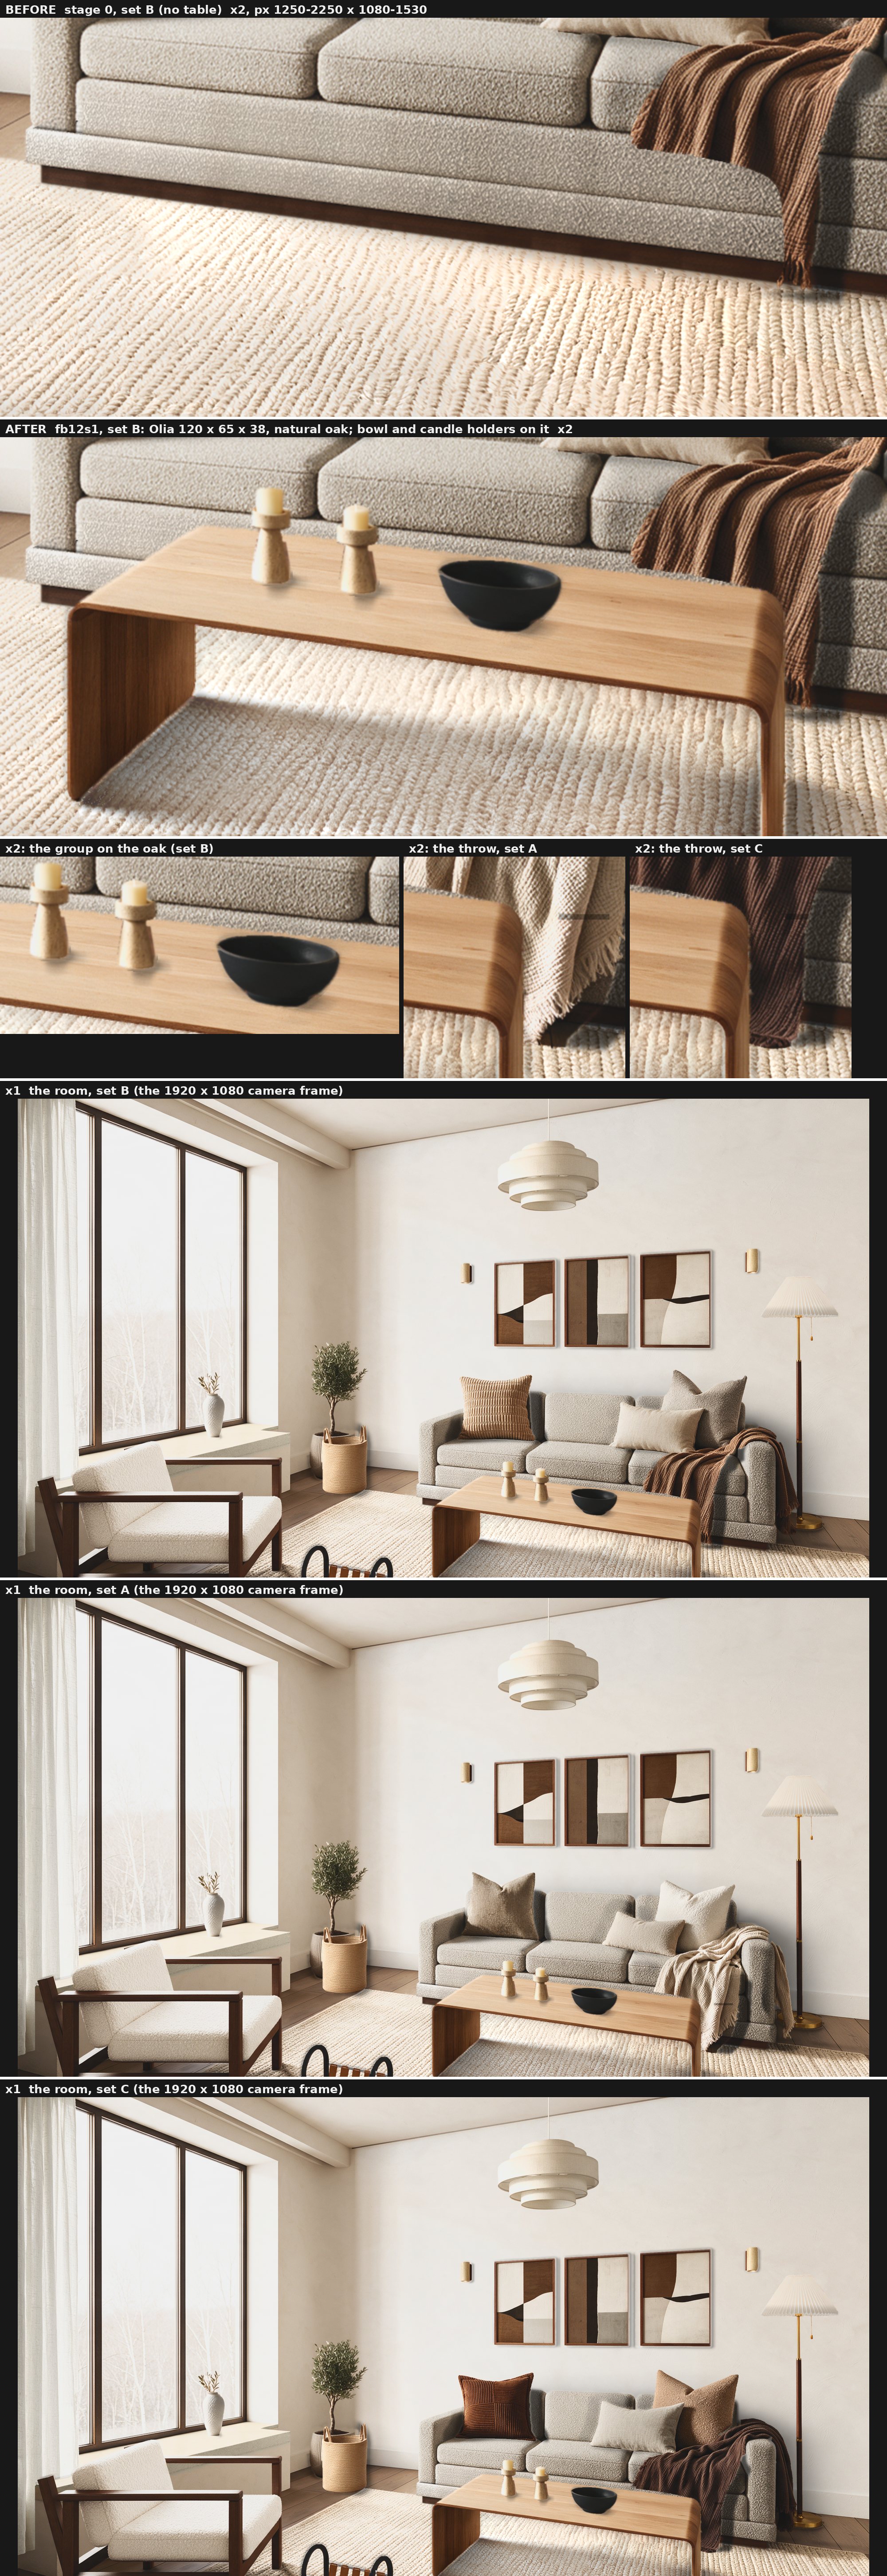 BEFORE  stage 0, set B (no table)  x2, px 1250-2250 x 1080-1530
AFTER  fb12s1, set B: Olia 120 x 65 x 38, natural oak; bowl and candle holders on it  x2
x2: the group on the oak (set B)
x2: the throw, set A
x2: the throw, set C
x1  the room, set B (the 1920 x 1080 camera frame)
x1  the room, set A (the 1920 x 1080 camera frame)
x1  the room, set C (the 1920 x 1080 camera frame)